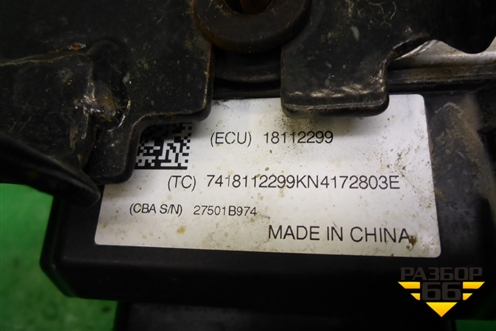 (ECU) 18112299
(TC) 7418112299KN4172803E
(CBA S/N) 27501B974
MADE IN CHINA
РАЗБОР
66